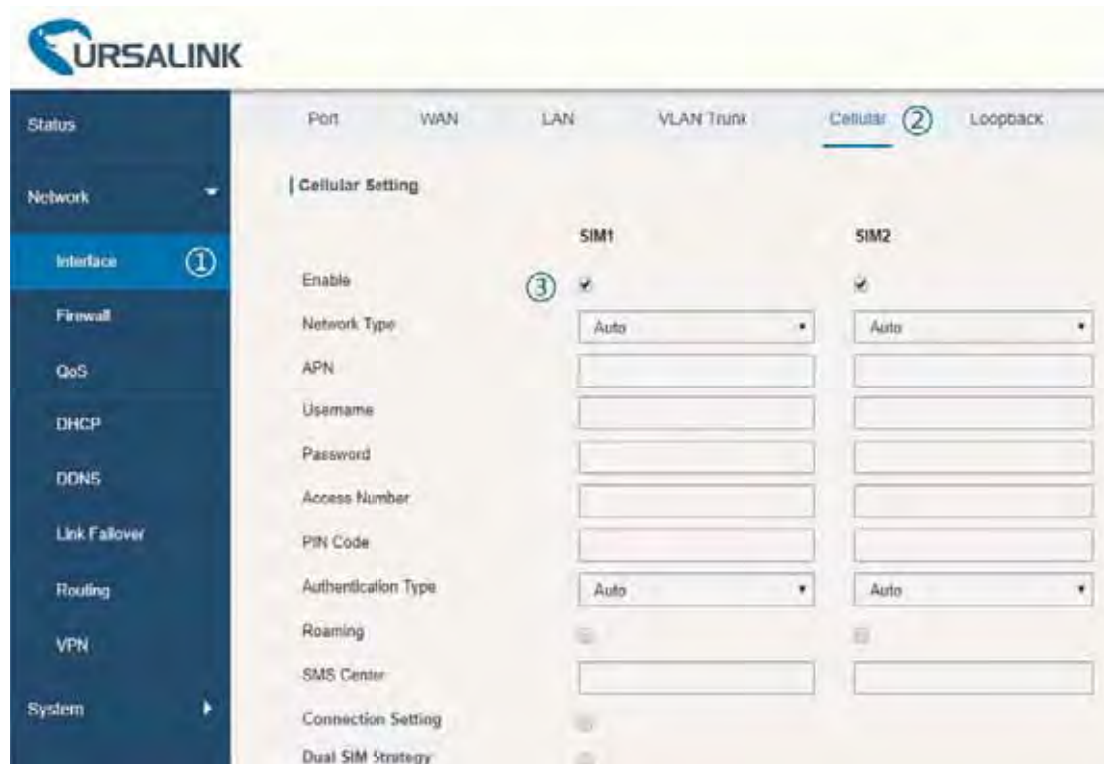 URSALINK
Status
Port WAN LAN VLAN Trunk Cellular ② Loopback
Network
Cellular Setting
Interface ①
SIM1 SIM2
Enable ③
Firewall
Network Type Auto Auto
QoS
APN
DHCP
Username
Password
DDNS
Access Number
Link Failover
PIN Code
Routing
Authentication Type Auto Auto
VPN
Roaming
SMS Center
System
Connection Setting
Dual SIM Strategy